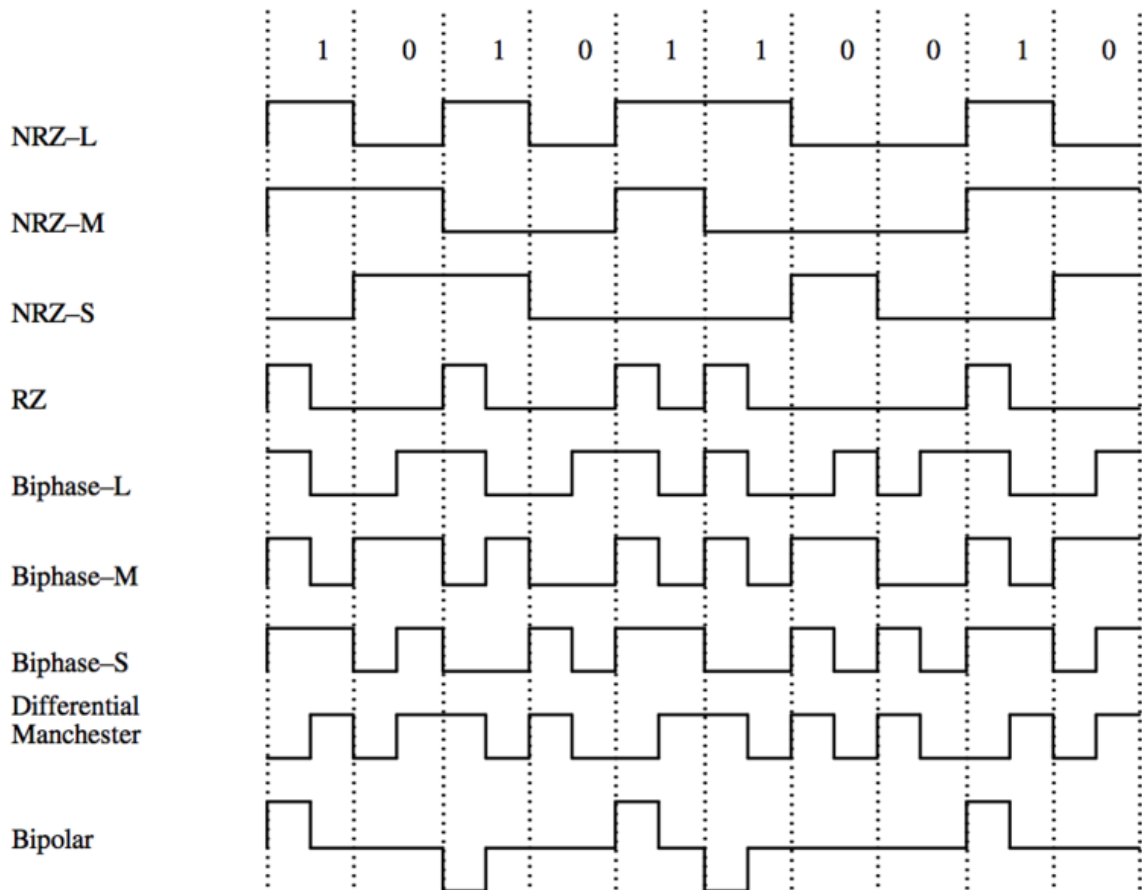 1 0 1 0 1 1 0 0 1 0
NRZ–L
NRZ–M
NRZ–S
RZ
Biphase–L
Biphase–M
Biphase–S
Differential
Manchester
Bipolar